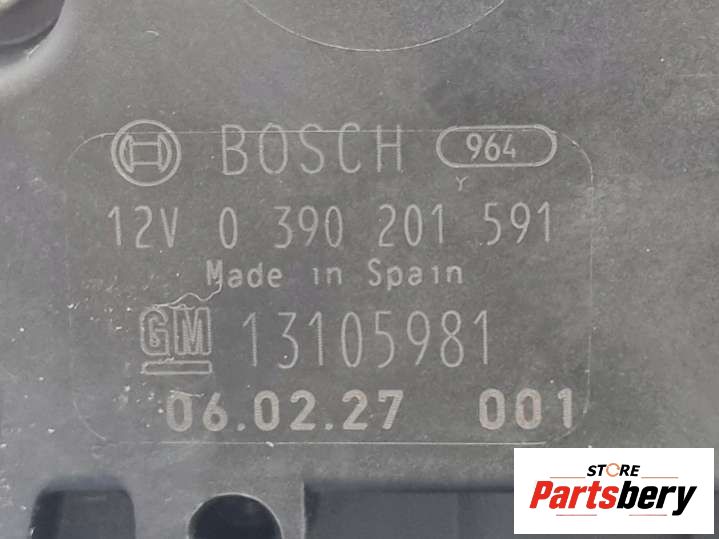 BOSCH 964
Y
12V 0 390 201 591
Made in Spain
GM 13105981
06.02.27 001
STORE
Partsbery